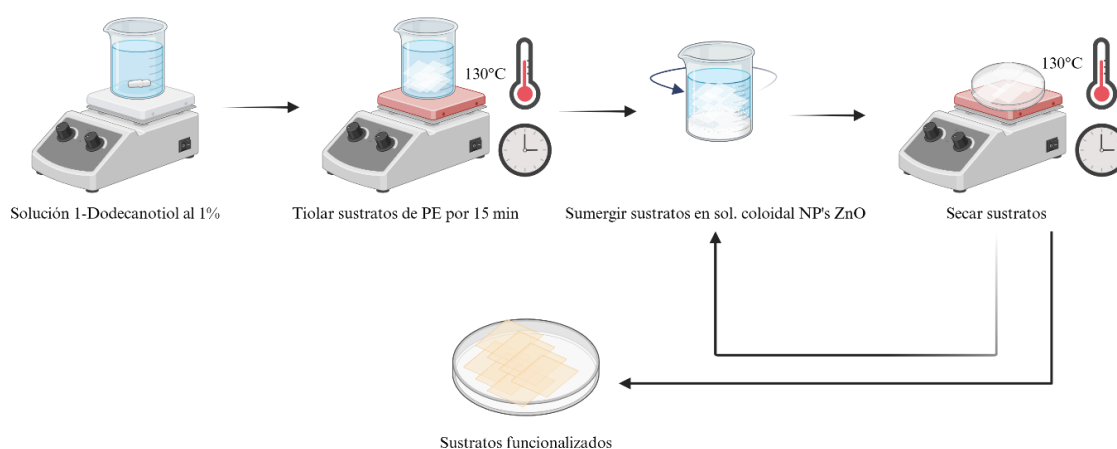 130°C
130°C
Solución 1-Dodecanotiol al 1%
Tiolar sustratos de PE por 15 min
Sumergir sustratos en sol. coloidal NP's ZnO
Secar sustratos
Sustratos funcionalizados